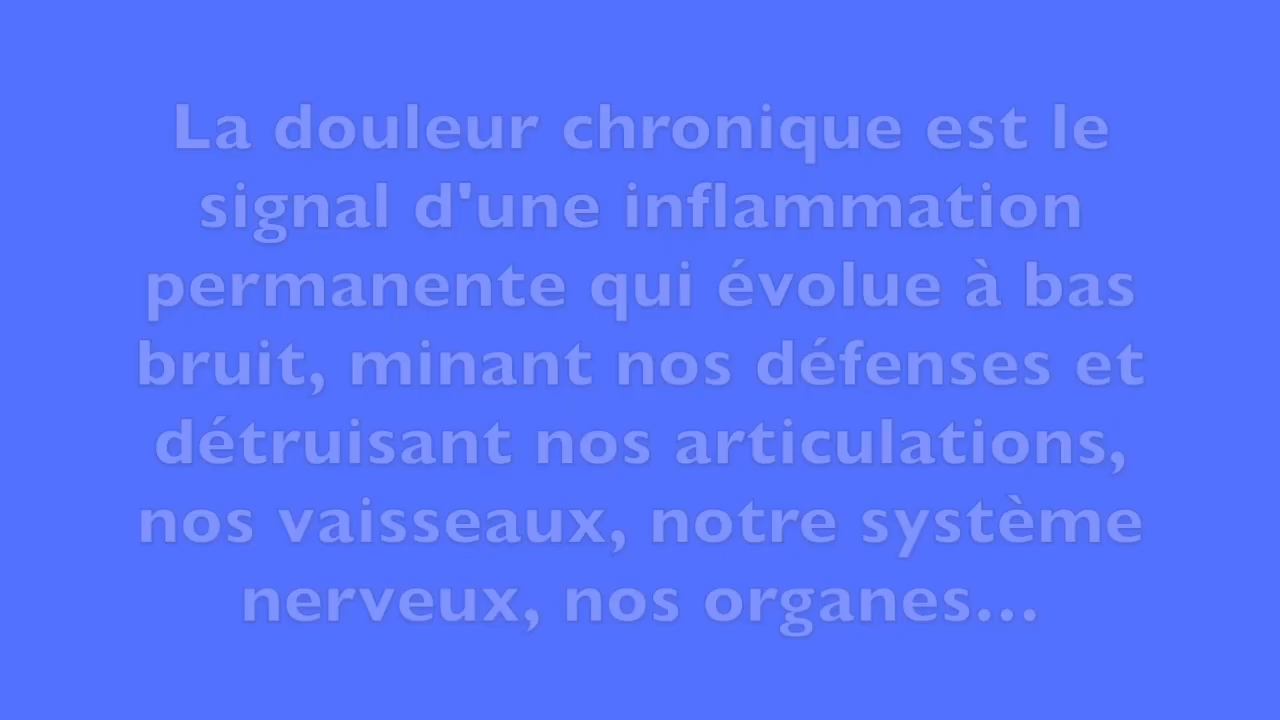 La douleur chronique est le
signal d'une inflammation
permanente qui évolue à bas
bruit, minant nos défenses et
détruisant nos articulations,
nos vaisseaux, notre système
nerveux, nos organes...